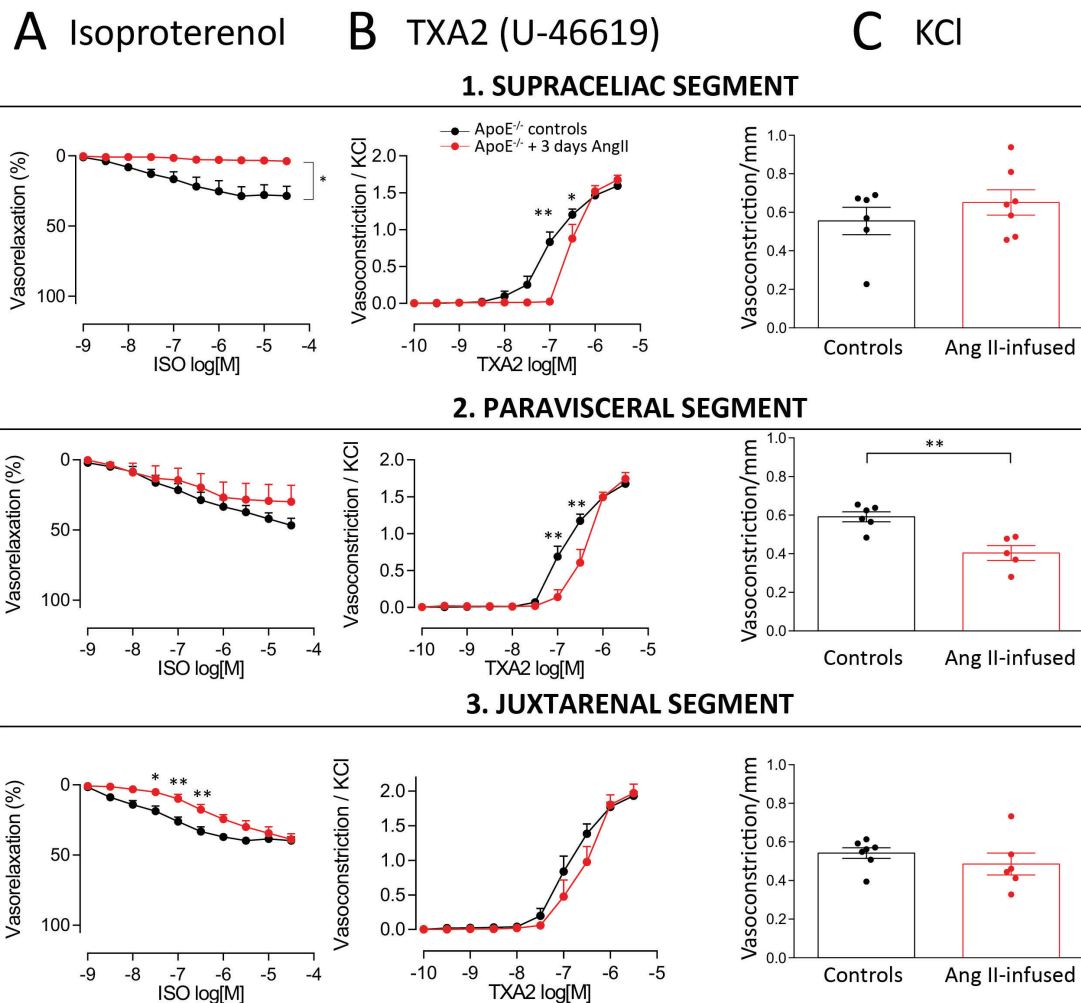 A Isoproterenol
B TXA2 (U-46619)
C KCl
1. SUPRACELIAC SEGMENT
Vasorelaxation (%)
0
50
100
*
-9 -8 -7 -6 -5 -4
ISO log[M]
ApoE-/- controls
ApoE-/- + 3 days AngII
Vasoconstriction / KCl
2.0
1.5
1.0
0.5
0.0
** *
-10 -9 -8 -7 -6 -5
TXA2 log[M]
Vasoconstriction/mm
1.0
0.8
0.6
0.4
0.2
0.0
Controls Ang II-infused
2. PARAVISCERAL SEGMENT
Vasorelaxation (%)
0
50
100
-9 -8 -7 -6 -5 -4
ISO log[M]
Vasoconstriction / KCl
2.0
1.5
1.0
0.5
0.0
** **
-10 -9 -8 -7 -6 -5
TXA2 log[M]
Vasoconstriction/mm
1.0
0.8
0.6
0.4
0.2
0.0
**
Controls Ang II-infused
3. JUXTARENAL SEGMENT
Vasorelaxation (%)
0
50
100
* ** **
-9 -8 -7 -6 -5 -4
ISO log[M]
Vasoconstriction / KCl
2.0
1.5
1.0
0.5
0.0
-10 -9 -8 -7 -6 -5
TXA2 log[M]
Vasoconstriction/mm
1.0
0.8
0.6
0.4
0.2
0.0
Controls Ang II-infused